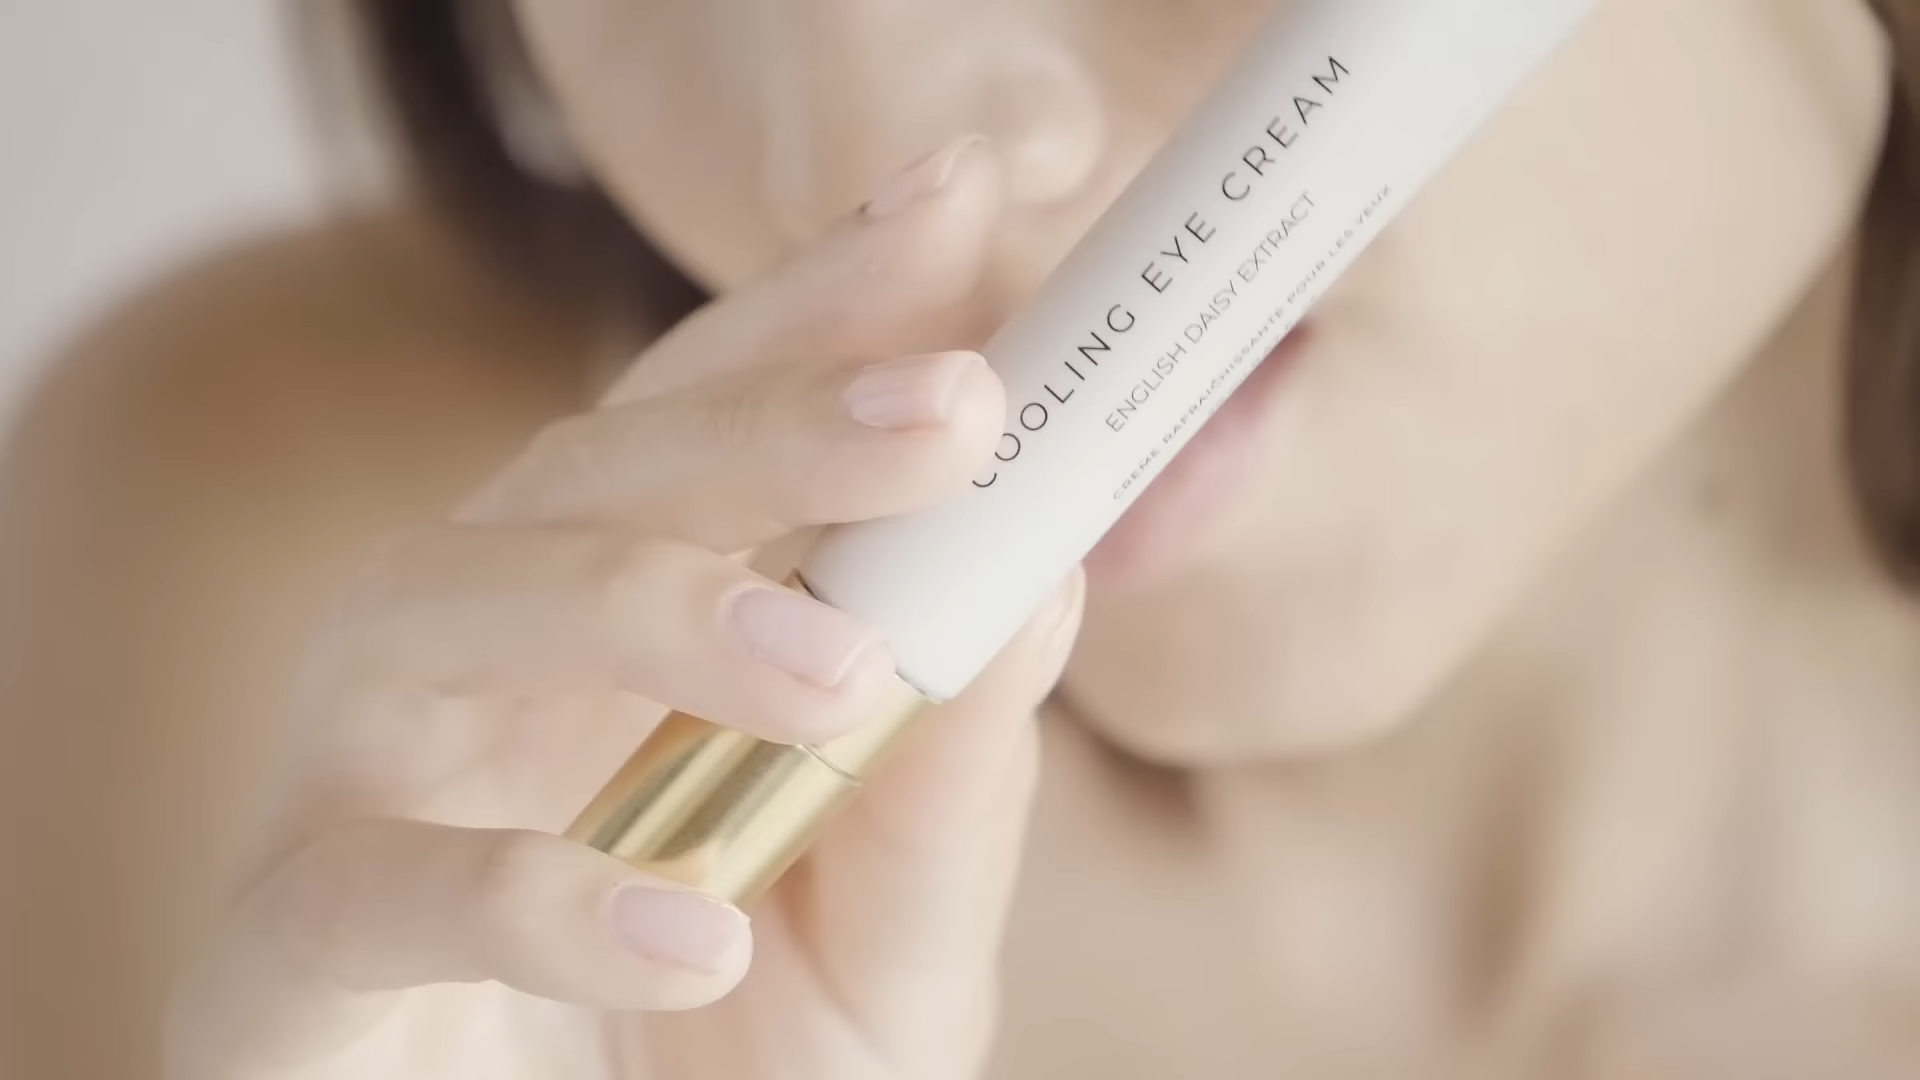 COOLING EYE CREAM
ENGLISH DAISY EXTRACT
CRÈME RAFRAÎCHISSANTE POUR LES YEUX